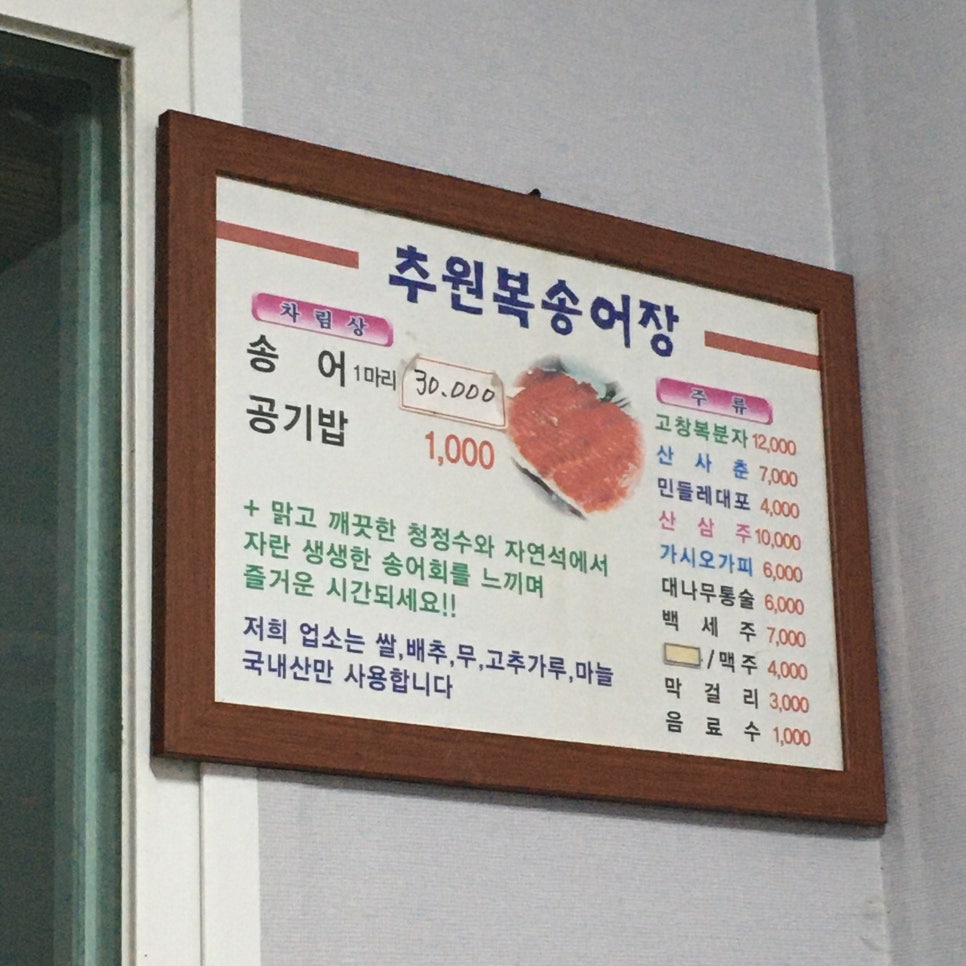 추원복송어장
차림상
송 어 1마리 30.000
공기밥 1,000
+ 맑고 깨끗한 청정수와 자연석에서
자란 생생한 송어회를 느끼며
즐거운 시간되세요!!
저희 업소는 쌀,배추,무,고추가루,마늘
국내산만 사용합니다
주 류
고창복분자 12,000
산 사 춘 7,000
민들레대포 4,000
산 삼 주 10,000
가시오가피 6,000
대나무통술 6,000
백 세 주 7,000
/맥주 4,000
막 걸 리 3,000
음 료 수 1,000